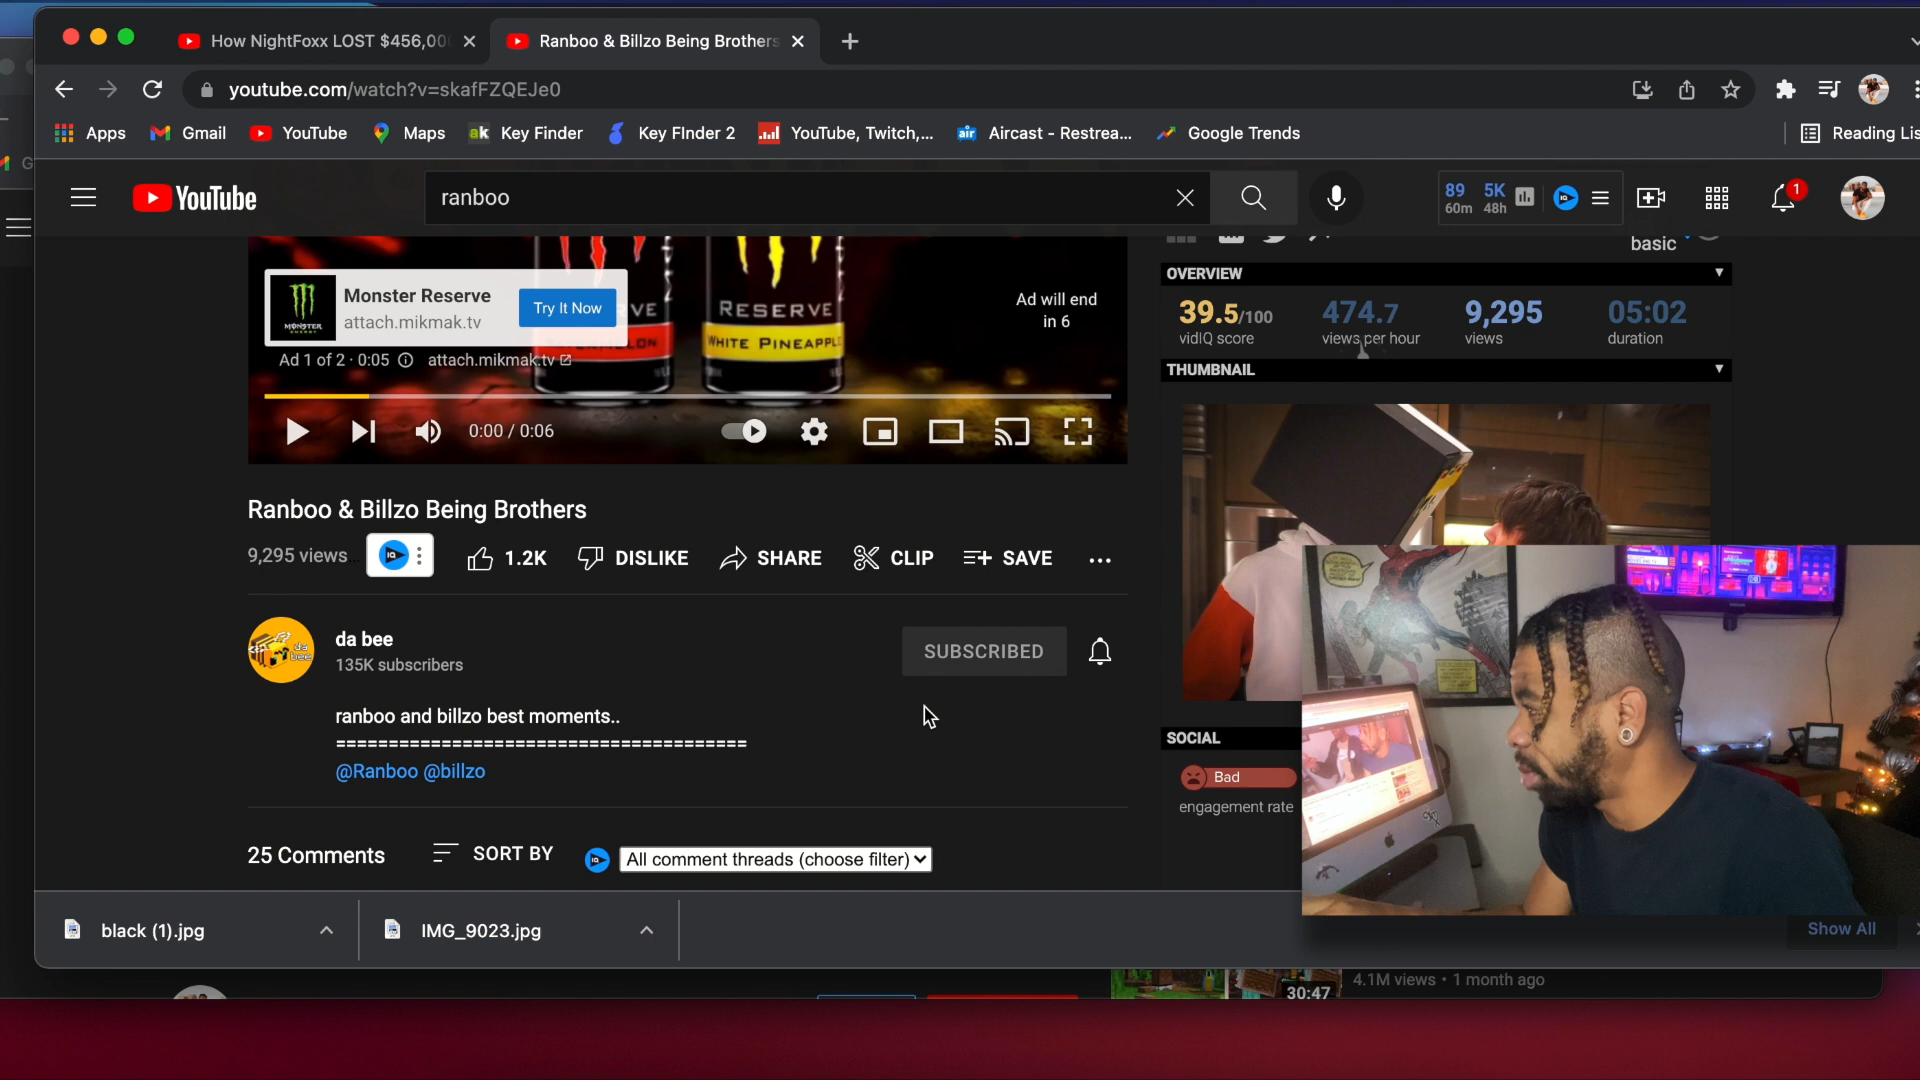 How NightFoxx LOST $456,00
Ranboo & Billzo Being Brothers
youtube.com/watch?v=skafFZQEJe0
Apps
Gmail
YouTube
Maps
ak Key Finder
Key FInder 2
YouTube, Twitch,...
air Aircast - Restrea...
Google Trends
Reading Lis
YouTube
ranboo
89 5K
60m 48h
1
basic
Monster Reserve
attach.mikmak.tv
Try It Now
MONSTER
RESERVE
WHITE PINEAPPLE
Ad will end
in 6
Ad 1 of 2 · 0:05
attach.mikmak.tv
0:00 / 0:06
OVERVIEW
39.5/100 474.7 9,295 05:02
vidIQ score views per hour views duration
THUMBNAIL
Ranboo & Billzo Being Brothers
9,295 views
1.2K
DISLIKE
SHARE
CLIP
SAVE
da bee
135K subscribers
SUBSCRIBED
ranboo and billzo best moments..
=====================================
@Ranboo @billzo
SOCIAL
Bad
engagement rate
25 Comments
SORT BY
All comment threads (choose filter)
black (1).jpg
IMG_9023.jpg
Show All
30:47
4.1M views • 1 month ago